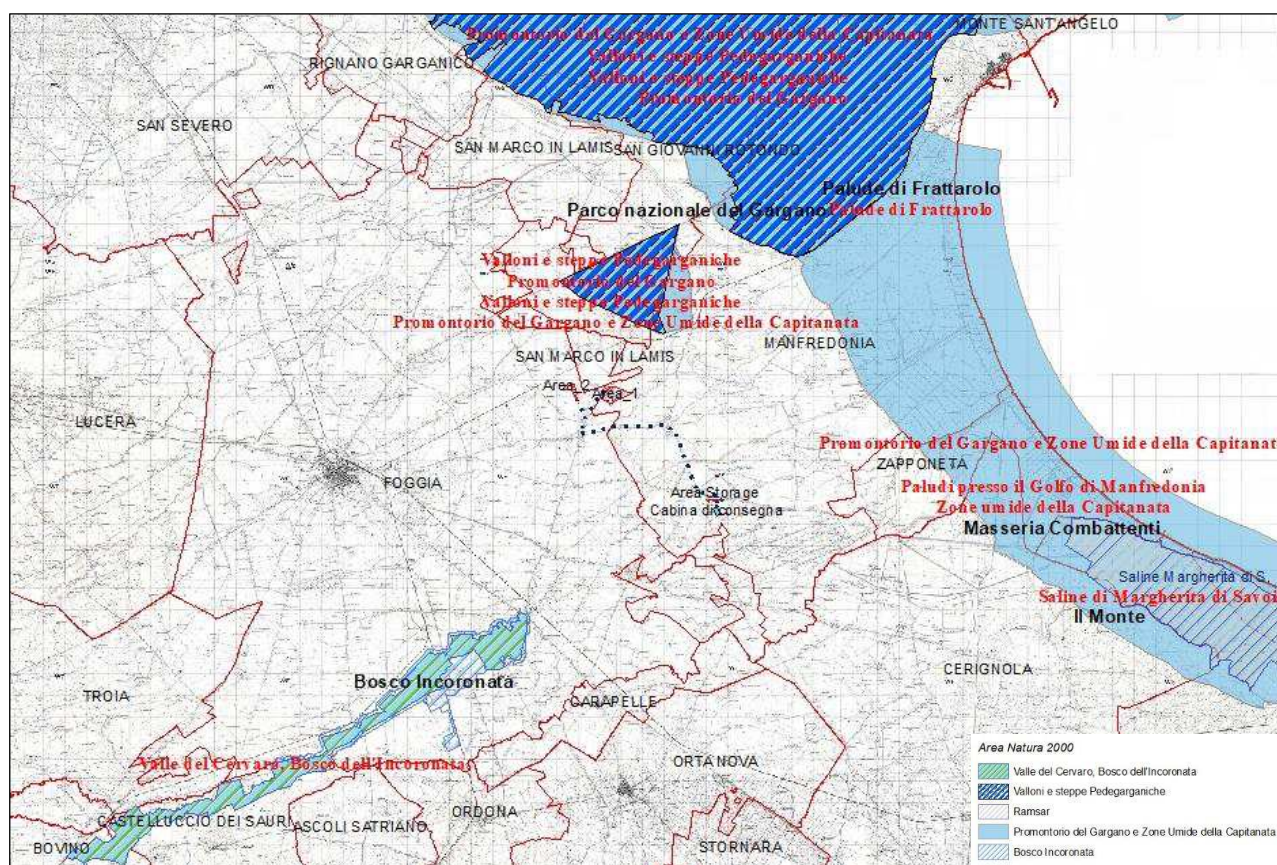 MONTE SANT'ANGELO
Promontorio del Gargano e Zone Umide della Capitanata
Valloni e steppe Pedegarganiche
RIGNANO GARGANICO
Valloni e steppe Pedegarganiche
Promontorio del Gargano
SAN SEVERO
SAN MARCO IN LAMIS
SAN GIOVANNI ROTONDO
Palude di Frattarolo
Parco nazionale del Gargano
Palude di Frattarolo
Valloni e steppe Pedegarganiche
Promontorio del Gargano
Valloni e steppe Pedegarganiche
Promontorio del Gargano e Zone Umide della Capitanata
MANFREDONIA
SAN MARCO IN LAMIS
Area_2
Area_1
LUCERA
Promontorio del Gargano e Zone Umide della Capitanat
ZAPPONETA
FOGGIA
Paludi presso il Golfo di Manfredonia
Area Storage
Cabina di consegna
Zone umide della Capitanata
Masseria Combattenti
Saline Margherita di S.
Saline di Margherita di Savoi
Il Monte
CERIGNOLA
Bosco Incoronata
TROIA
CARAPELLE
Valle del Cervaro, Bosco dell'Incoronata
ORTA NOVA
ORDONA
CASTELLUCCIO DEI SAURI
ASCOLI SATRIANO
BOVINO
STORNARA
Area Natura 2000
Valle del Cervaro, Bosco dell'Incoronata
Valloni e steppe Pedegarganiche
Ramsar
Promontorio del Gargano e Zone Umide della Capitanata
Bosco Incoronata